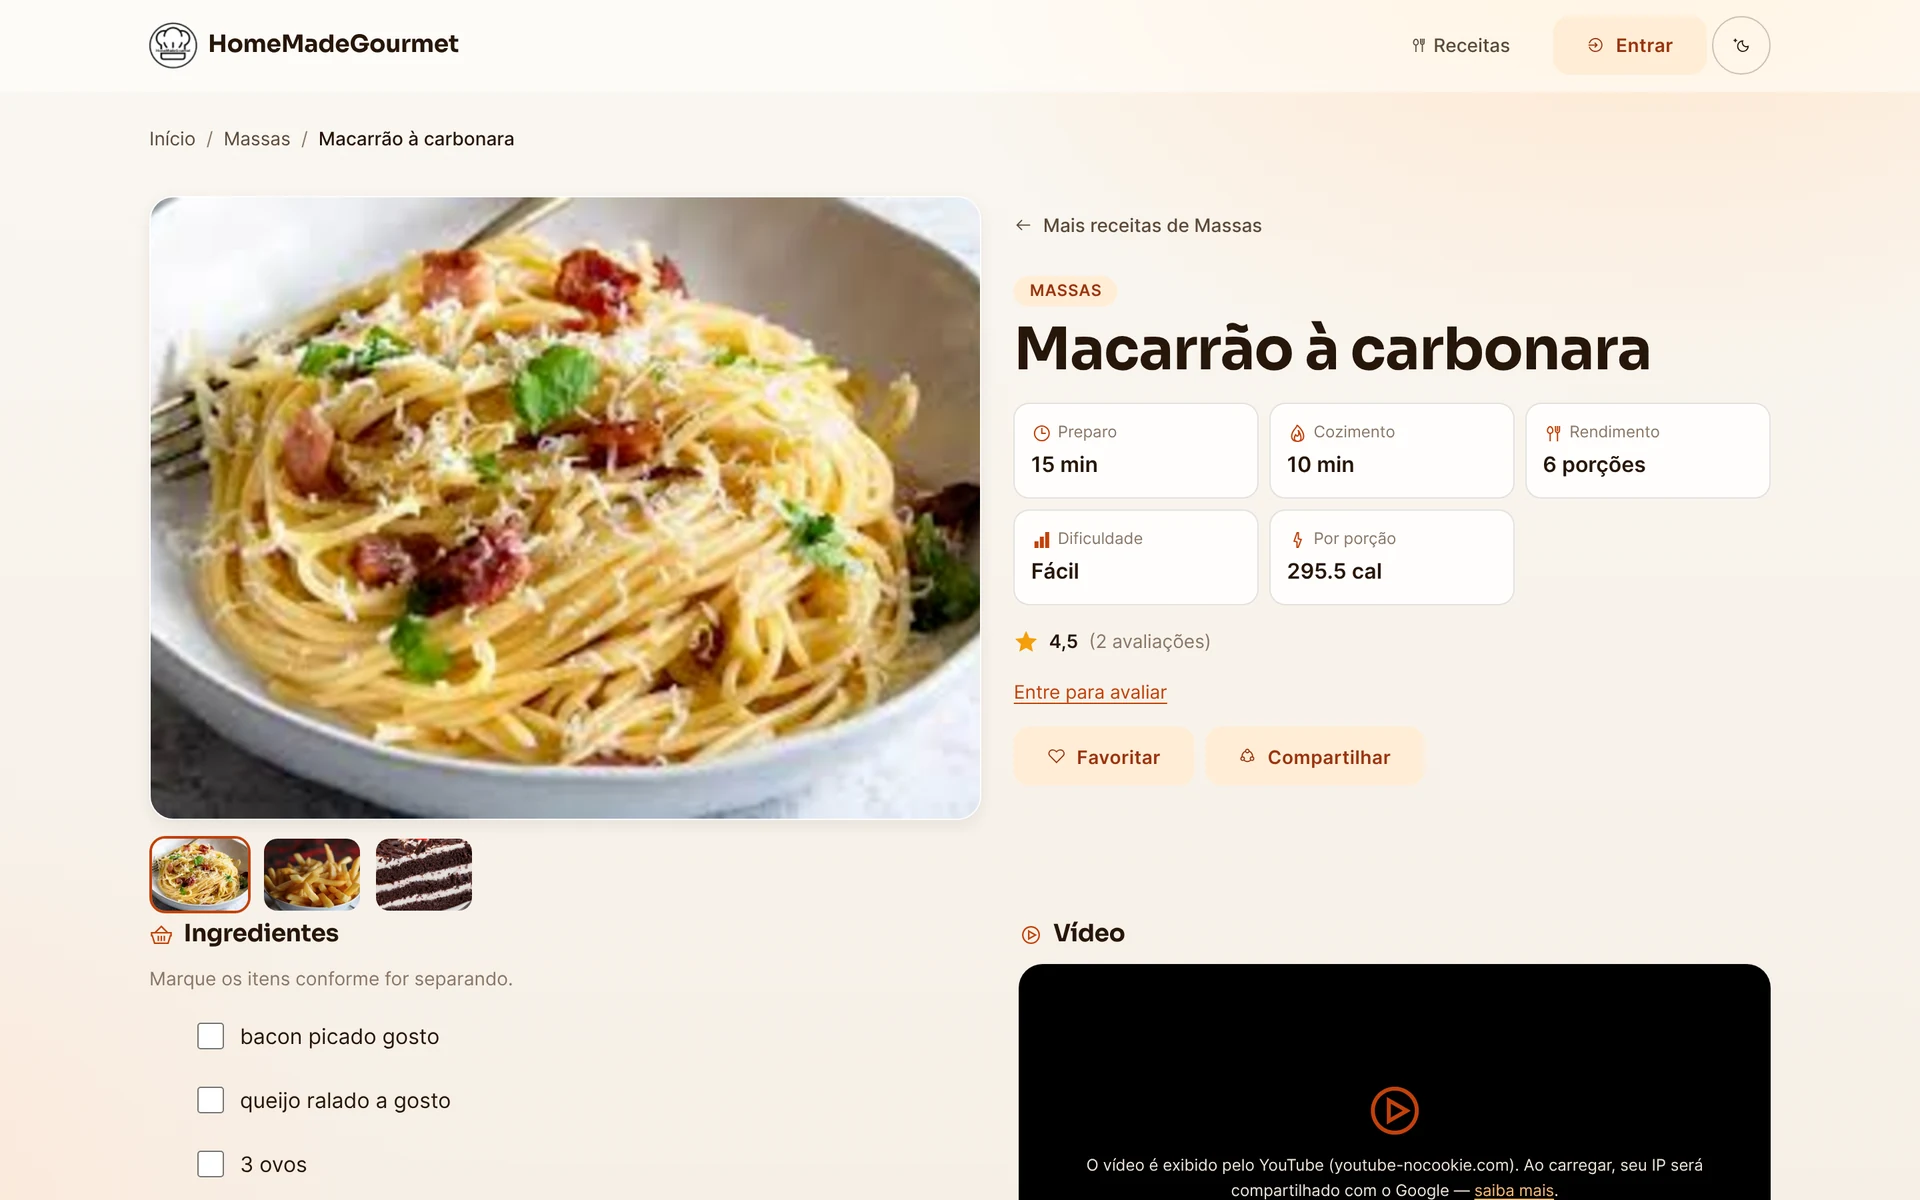 HomeMadeGourmet
Receitas
Entrar
Início / Massas / Macarrão à carbonara
Mais receitas de Massas
MASSAS
Macarrão à carbonara
Preparo
15 min
Cozimento
10 min
Rendimento
6 porções
Dificuldade
Fácil
Por porção
295.5 cal
4,5 (2 avaliações)
Entre para avaliar
Favoritar
Compartilhar
Ingredientes
Marque os itens conforme for separando.
bacon picado gosto
queijo ralado a gosto
3 ovos
Vídeo
O vídeo é exibido pelo YouTube (youtube-nocookie.com). Ao carregar, seu IP será
compartilhado com o Google — saiba mais.